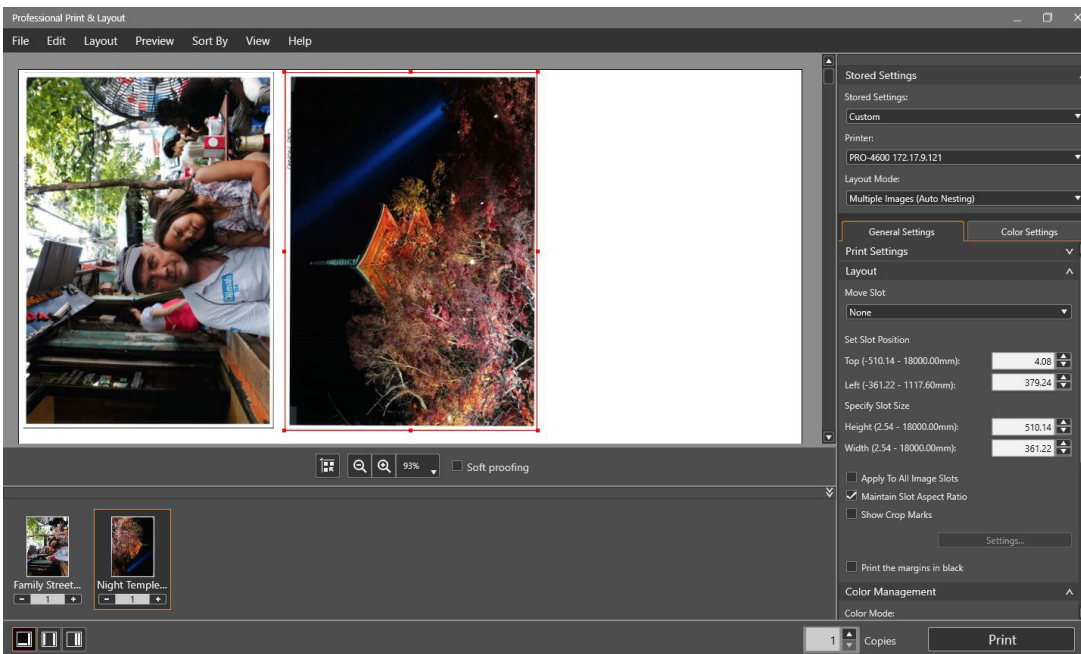 Professional Print & Layout
File Edit Layout Preview Sort By View Help
Stored Settings
Stored Settings:
Custom
Printer:
PRO-4600 172.17.9.121
Layout Mode:
Multiple Images (Auto Nesting)
General Settings Color Settings
Print Settings
Layout
Move Slot
None
Set Slot Position
Top (-510.14 - 18000.00mm): 4.08
Left (-361.22 - 1117.60mm): 379.24
Specify Slot Size
Height (2.54 - 18000.00mm): 510.14
Width (2.54 - 18000.00mm): 361.22
Apply To All Image Slots
Maintain Slot Aspect Ratio
Show Crop Marks
Settings...
Print the margins in black
Color Management
Color Mode:
93% Soft proofing
Family Street... Night Temple...
- 1 + - 1 +
1 Copies Print